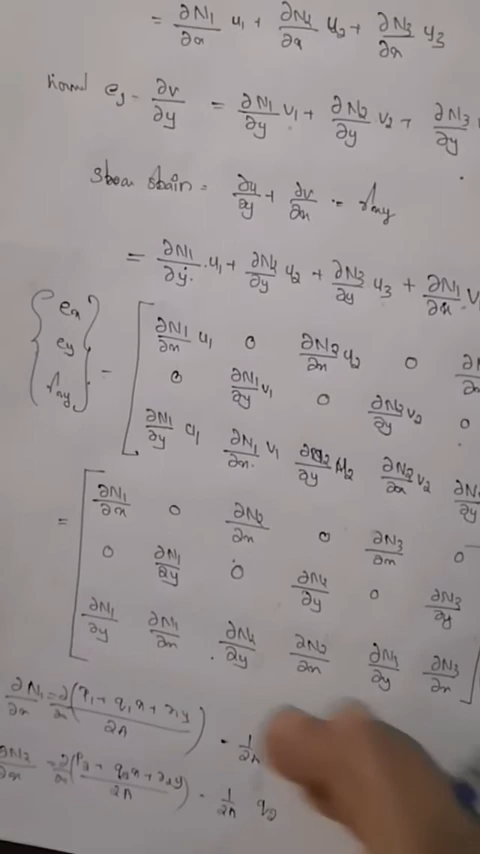 = ∂N₁/∂x u₁ + ∂N₂/∂x u₂ + ∂N₃/∂x u₃
ey = ∂v/∂y = ∂N₁/∂y v₁ + ∂N₂/∂y v₂ + ∂N₃/∂y
Shear strain = ∂u/∂y + ∂v/∂x = γxy
= ∂N₁/∂y . u₁ + ∂N₂/∂y u₂ + ∂N₃/∂y u₃ + ∂N₁/∂x
{ex ey γxy} = [ ∂N₁/∂x u₁ 0 ∂N₂/∂x u₂ 0
0 ∂N₁/∂y v₁ 0 ∂N₂/∂y v₂ 0
∂N₁/∂y u₁ ∂N₁/∂x v₁ ∂N₂/∂y u₂ ∂N₂/∂x v₂
= [ ∂N₁/∂x 0 ∂N₂/∂x 0 ∂N₃/∂x 0
0 ∂N₁/∂y 0 ∂N₂/∂y 0 ∂N₃/∂y
∂N₁/∂y ∂N₁/∂x ∂N₂/∂y ∂N₂/∂x ∂N₃/∂x ]
∂N₁/∂x = ∂/∂x (p₁ + q₁x + r₁y / 2A) = 1/2A
∂N₂/∂x = ∂/∂x (p₂ + q₂x + r₂y / 2A) = 1/2A q₂